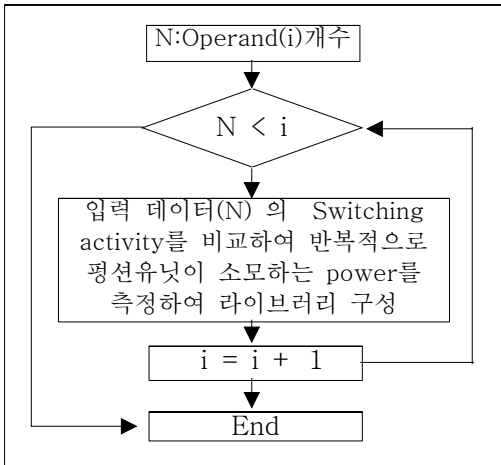 N:Operand(i)개수
N < i
입력 데이터(N) 의 Switching
activity를 비교하여 반복적으로
펑션유닛이 소모하는 power를
측정하여 라이브러리 구성
i = i + 1
End